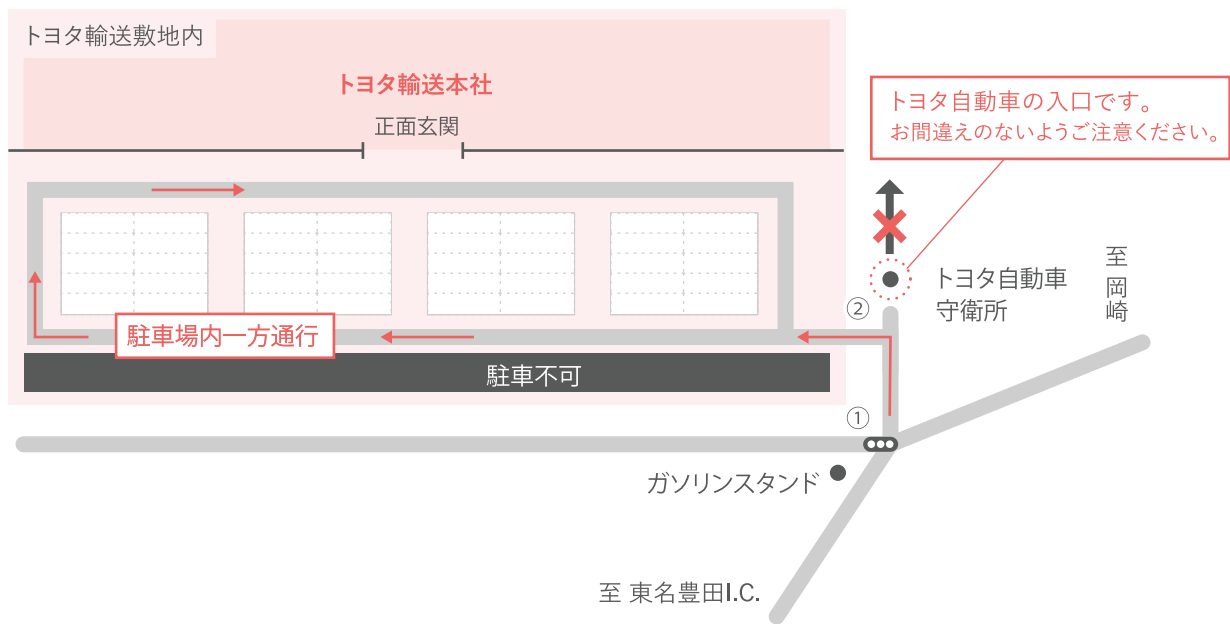 トヨタ輸送敷地内
トヨタ輸送本社
正面玄関
トヨタ自動車の入口です。
お間違えのないようご注意ください。
トヨタ自動車
守衛所
至 岡崎
②
駐車場内一方通行
駐車不可
①
ガソリンスタンド
至 東名豊田I.C.